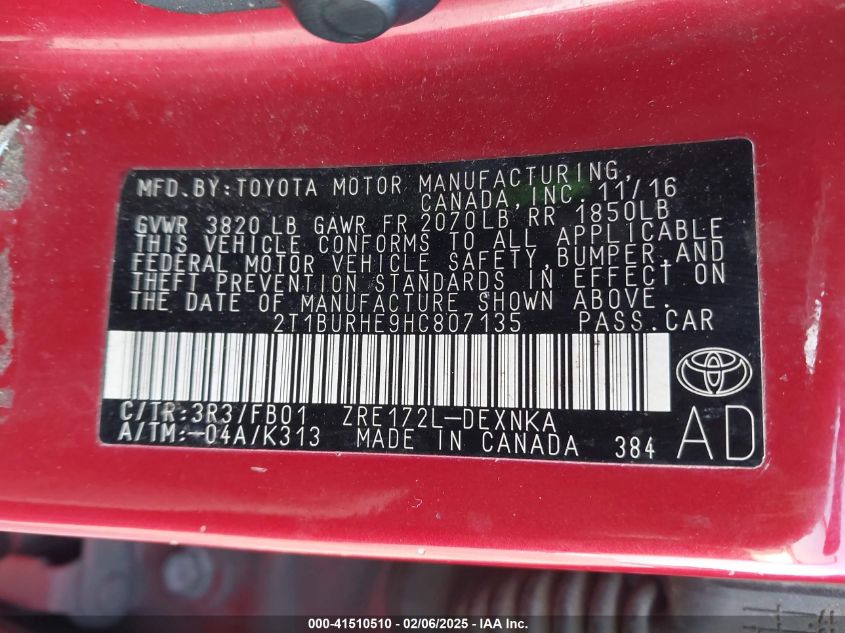 MFD. BY: TOYOTA MOTOR MANUFACTURING,
CANADA, INC. 11/16
GVWR 3820 LB GAWR FR 2070LB RR 1850LB
THIS VEHICLE CONFORMS TO ALL APPLICABLE
FEDERAL MOTOR VEHICLE SAFETY, BUMPER, AND
THEFT PREVENTION STANDARDS IN EFFECT ON
THE DATE OF MANUFACTURE SHOWN ABOVE.
2T1BURHE9HC807135 PASS. CAR
C/TR: 3R3/FB01 ZRE172L-DEXNKA
A/TM: -04A/K313 MADE IN CANADA 384 AD
000-41510510 - 02/06/2025 - IAA Inc.